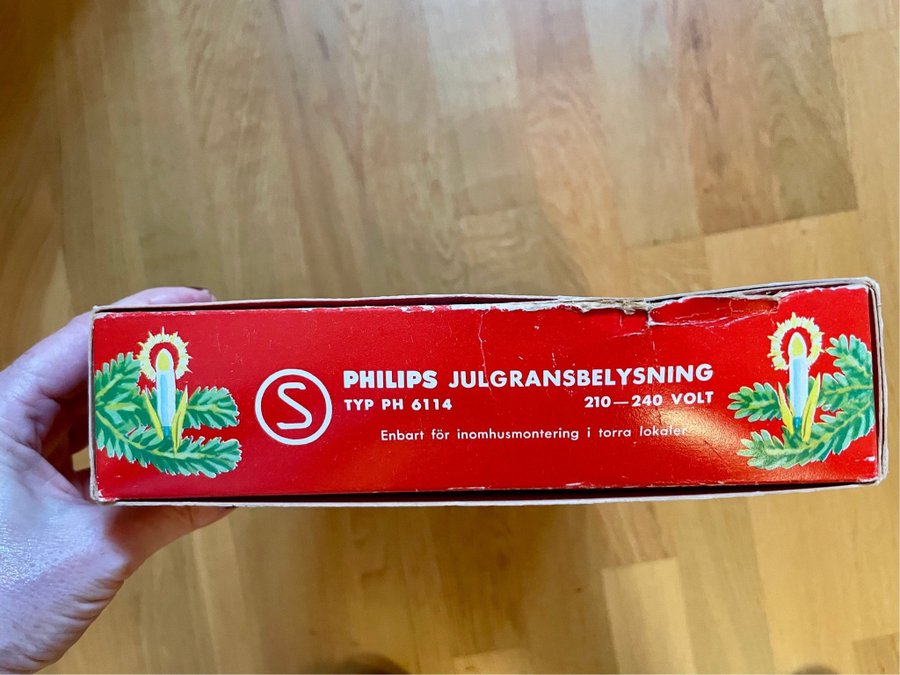 S
PHILIPS JULGRANSBELYSNING
TYP PH 6114 210—240 VOLT
Enbart för inomhusmontering i torra lokaler